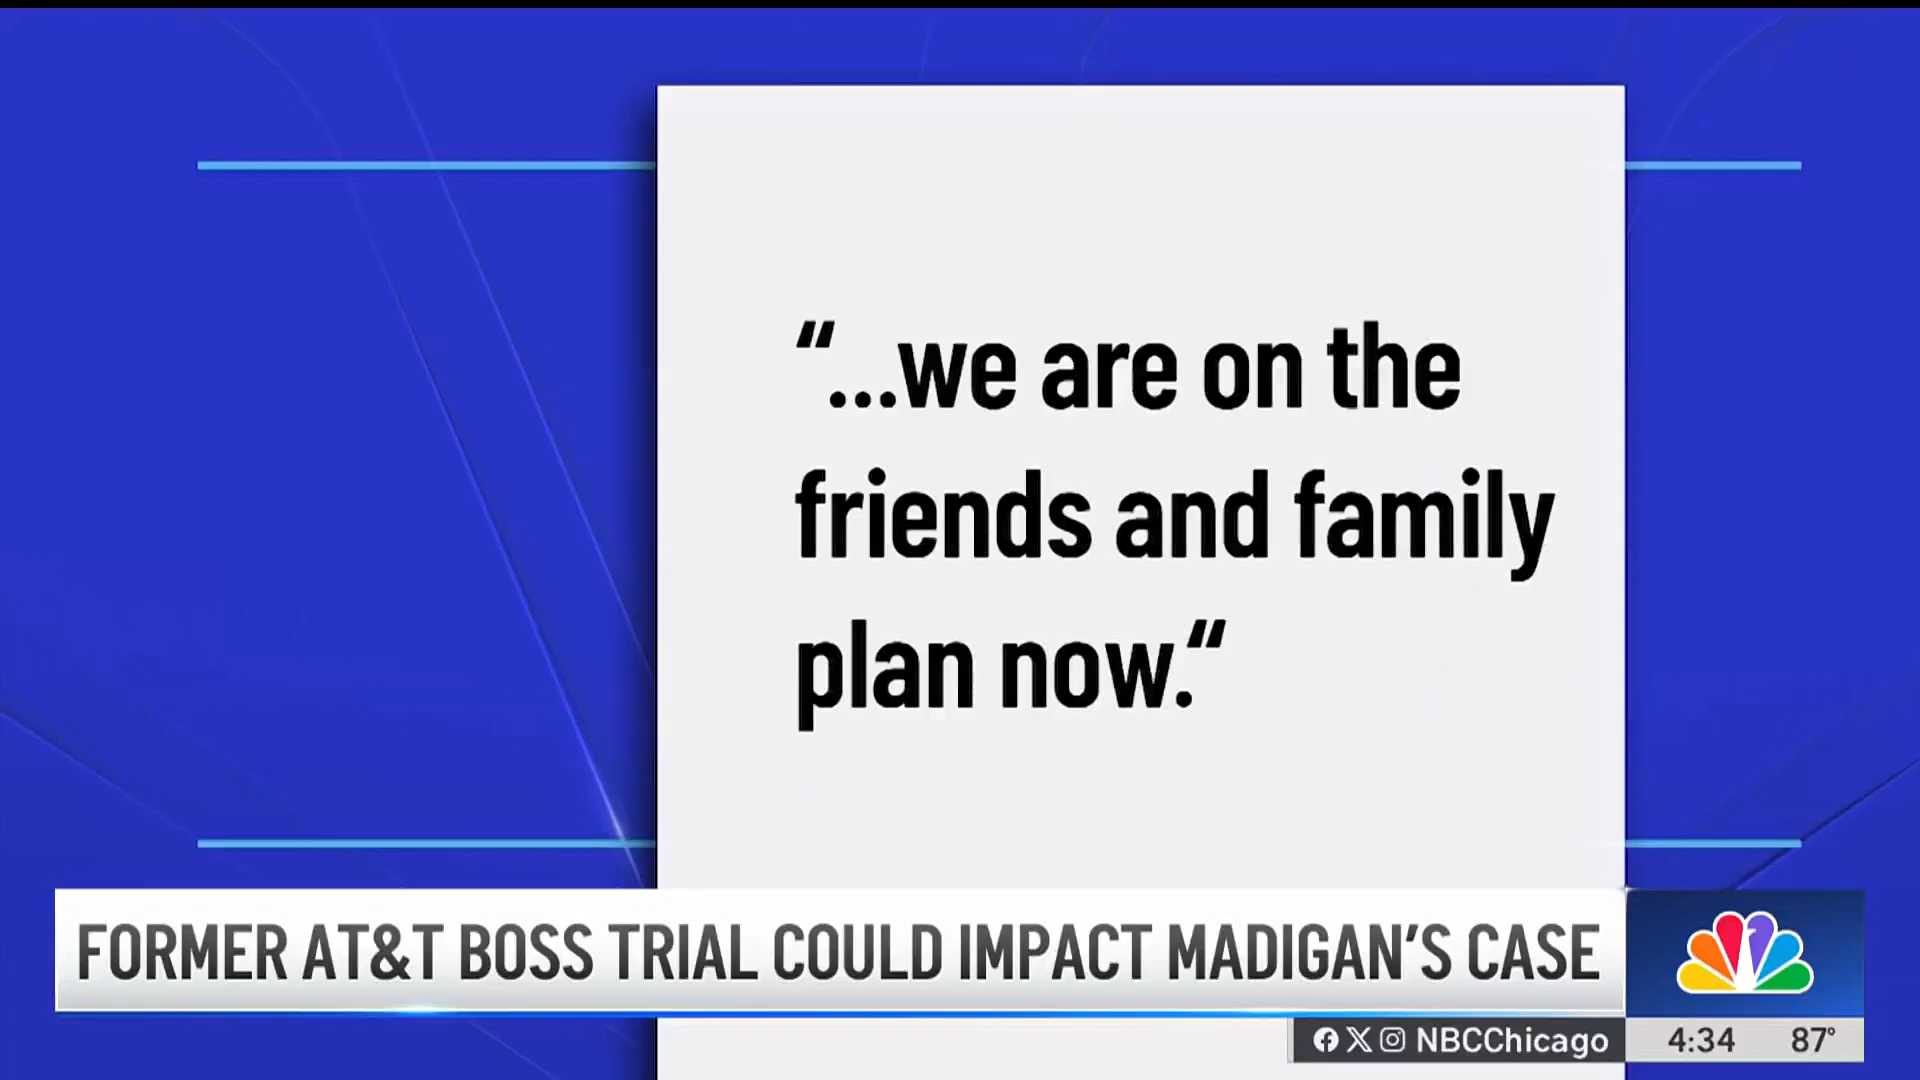 “...we are on the
friends and family
plan now.“
FORMER AT&T BOSS TRIAL COULD IMPACT MADIGAN’S CASE
NBCChicago
4:34 87°